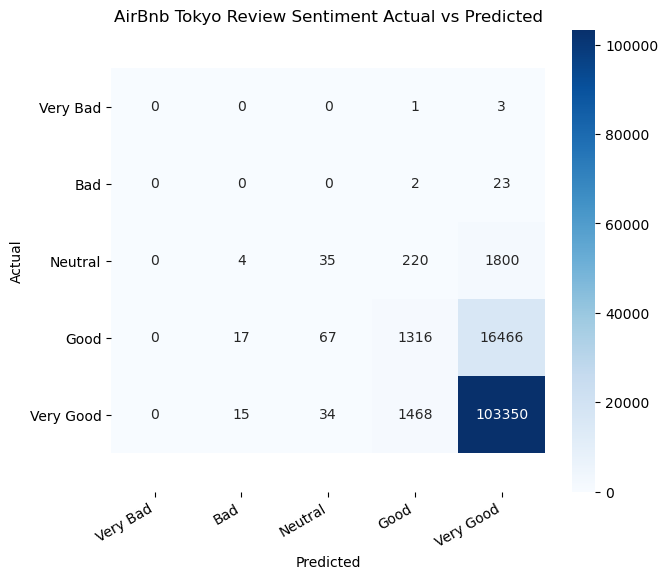 AirBnb Tokyo Review Sentiment Actual vs Predicted
Very Bad 0 0 0 1 3
Bad 0 0 0 2 23
Neutral 0 4 35 220 1800
Good 0 17 67 1316 16466
Very Good 0 15 34 1468 103350
Actual
Very Bad Bad Neutral Good Very Good
Predicted
100000
80000
60000
40000
20000
0